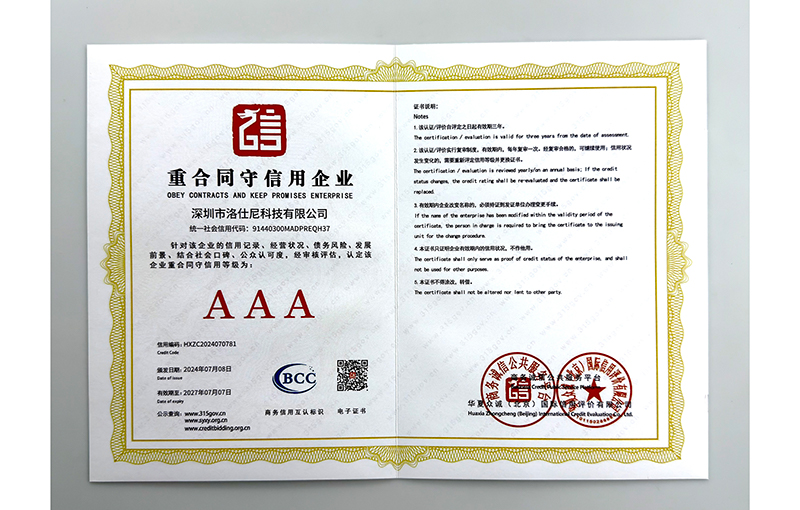 重合同守信用企业
OBEY CONTRACTS AND KEEP PROMISES ENTERPRISE
深圳市洛仕尼科技有限公司
统一社会信用代码：91440300MADPREQH37
针对该企业的信用记录、经营状况、债务风险、发展
前景、结合社会口碑、公众认可度，经审核评估，认定该
企业重合同守信用等级为：
AAA
信用编码：HXZC2024070781
Credit Code
颁发日期：2024年07月08日
Date of issue
有效期至：2027年07月07日
Date of expiry
公示查询：www.315gov.cn
www.syxy.org.cn
www.creditbidding.org.cn
BCC
商务信用互认标识
电子证书
证书说明：
Notes
1. 该认证/评价自评定之日起有效期三年。
The certification / evaluation is valid for three years from the date of assessment.
2. 该认证/评价实行复审制度，有效期内，每年复审一次，经复审合格的，可继续使用；信用状况
发生变化的，需要重新评定信用等级并更换证书。
The certification / evaluation is reviewed yearly/on an annual basis; If the credit
status changes, the credit rating shall be re-evaluated and the certificate shall be
replaced.
3. 有效期内企业改变名称的，必须持证到发证单位办理变更手续。
If the name of the enterprise has been modified within the validity period of the
certificate, the person in charge is required to bring the certificate to the issuing
unit for the change procedure.
4. 本证书只证明企业有效期内的信用状况，不作他用。
The certificate shall only serve as proof of credit status of the enterprise, and shall
not be used for other purposes.
5. 本证书不得涂改，转借。
The certificate shall not be altered nor lent to other party.
商务诚信公共服务平台
华夏众诚（北京）国际信用评价有限公司
Huaxia Zhongcheng (Beijing) International Credit Evaluation Co., Ltd.